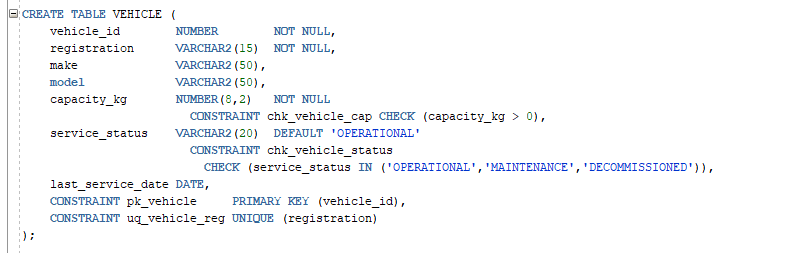 CREATE TABLE VEHICLE (
    vehicle_id        NUMBER        NOT NULL,
    registration      VARCHAR2(15)  NOT NULL,
    make              VARCHAR2(50),
    model             VARCHAR2(50),
    capacity_kg       NUMBER(8,2)   NOT NULL
                        CONSTRAINT chk_vehicle_cap CHECK (capacity_kg > 0),
    service_status    VARCHAR2(20)  DEFAULT 'OPERATIONAL'
                        CONSTRAINT chk_vehicle_status
                          CHECK (service_status IN ('OPERATIONAL','MAINTENANCE','DECOMMISSIONED')),
    last_service_date DATE,
    CONSTRAINT pk_vehicle     PRIMARY KEY (vehicle_id),
    CONSTRAINT uq_vehicle_reg UNIQUE (registration)
);